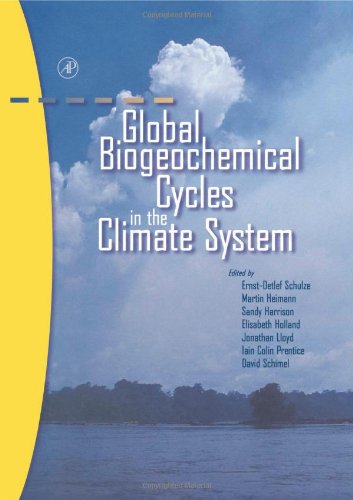 AP
Global
Biogeochemical
Cycles
in the
Climate System
Edited by
Ernst-Detlef Schulze
Martin Heimann
Sandy Harrison
Elisabeth Holland
Jonathan Lloyd
Iain Colin Prentice
David Schimel